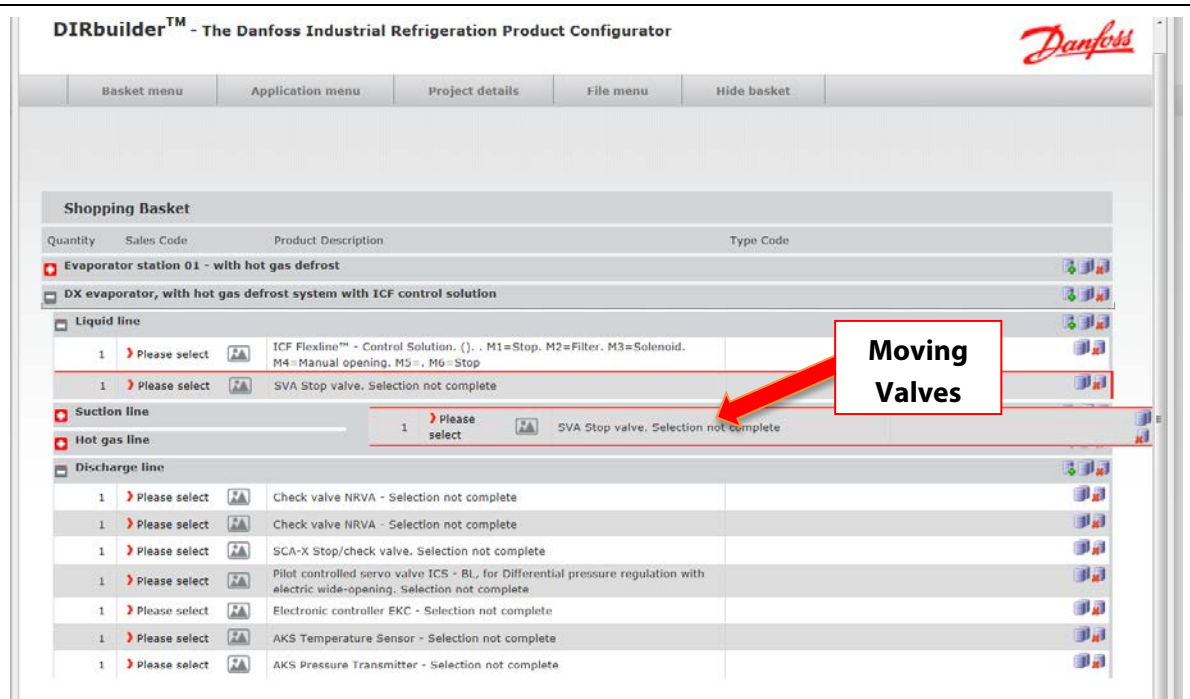 DIRbuilder™ - The Danfoss Industrial Refrigeration Product Configurator
Danfoss
Basket menu Application menu Project details File menu Hide basket
Shopping Basket
Quantity Sales Code Product Description Type Code
Evaporator station 01 - with hot gas defrost
DX evaporator, with hot gas defrost system with ICF control solution
Liquid line
1 Please select ICF Flexline™ - Control Solution. (). . M1=Stop. M2=Filter. M3=Solenoid.
M4=Manual opening. M5=. M6=Stop
Moving
Valves
1 Please select SVA Stop valve. Selection not complete
Suction line
1 Please
select SVA Stop valve. Selection not complete
Hot gas line
Discharge line
1 Please select Check valve NRVA - Selection not complete
1 Please select Check valve NRVA - Selection not complete
1 Please select SCA-X Stop/check valve. Selection not complete
1 Please select Pilot controlled servo valve ICS - BL, for Differential pressure regulation with
electric wide-opening. Selection not complete
1 Please select Electronic controller EKC - Selection not complete
1 Please select AKS Temperature Sensor - Selection not complete
1 Please select AKS Pressure Transmitter - Selection not complete